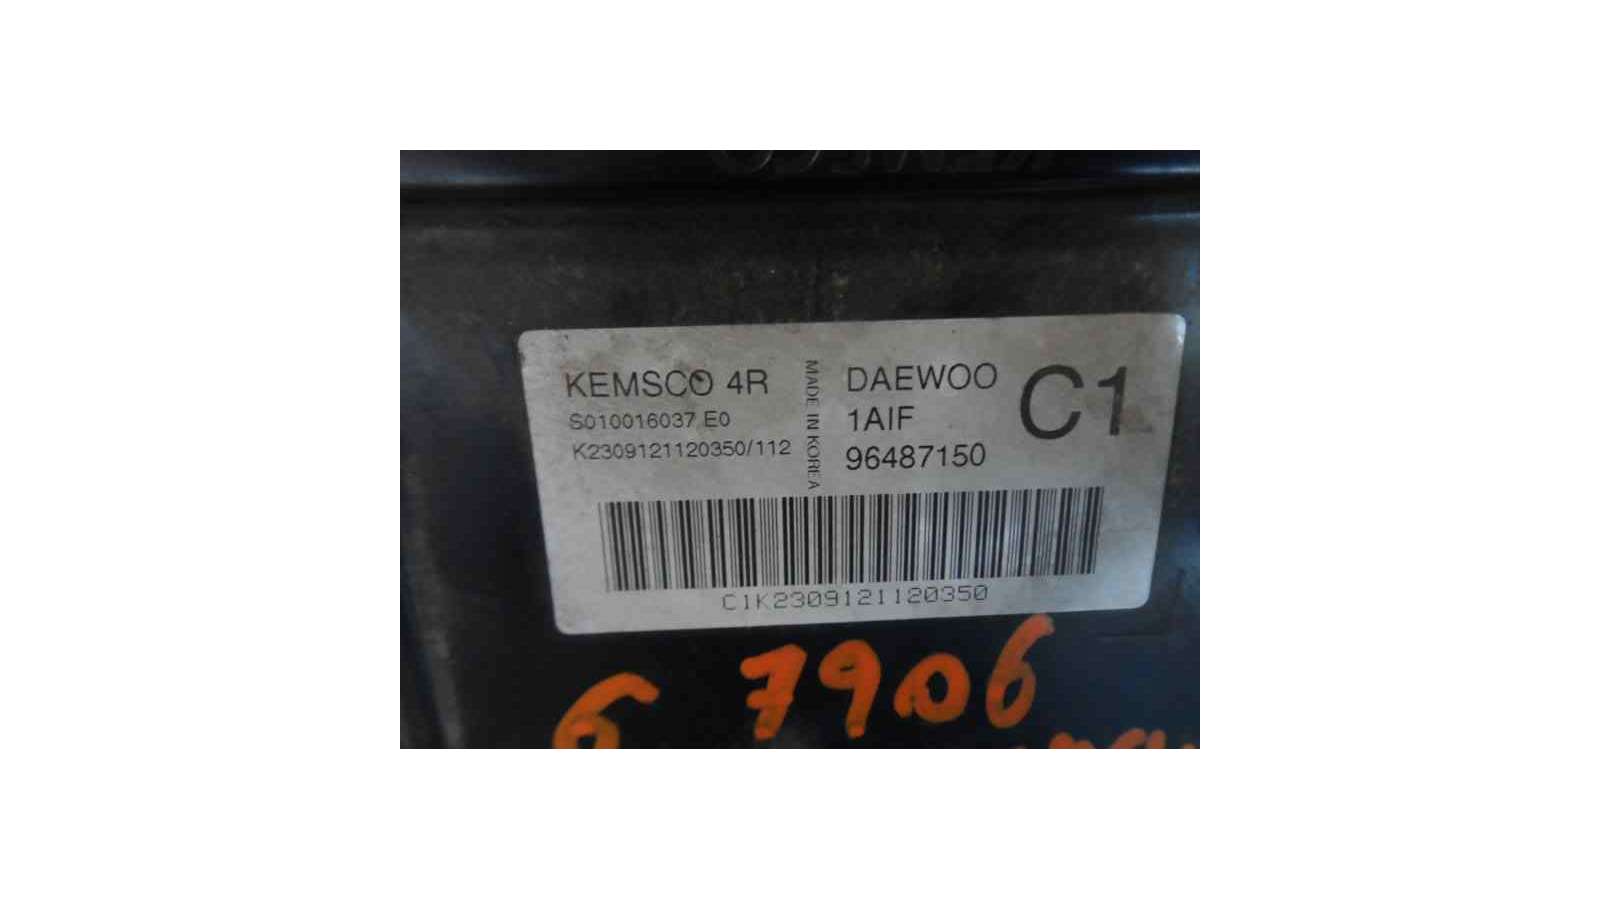 KEMSCO 4R
S010016037 E0
K2309121120350/112
MADE IN KOREA
DAEWOO
1AIF
96487150
C1
C1K2309121120350
6 7906